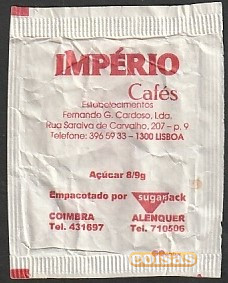 IMPÉRIO
Cafés
Estabelecimentos
Fernando G. Cardoso, Lda.
Rua Saraiva de Carvalho, 207 - p. 9
Telefone: 396 59 33 - 1300 LISBOA
Açúcar 8/9g
Empacotado por sugarpack
COIMBRA ALENQUER
Tel. 431697 Tel. 710506
coisas